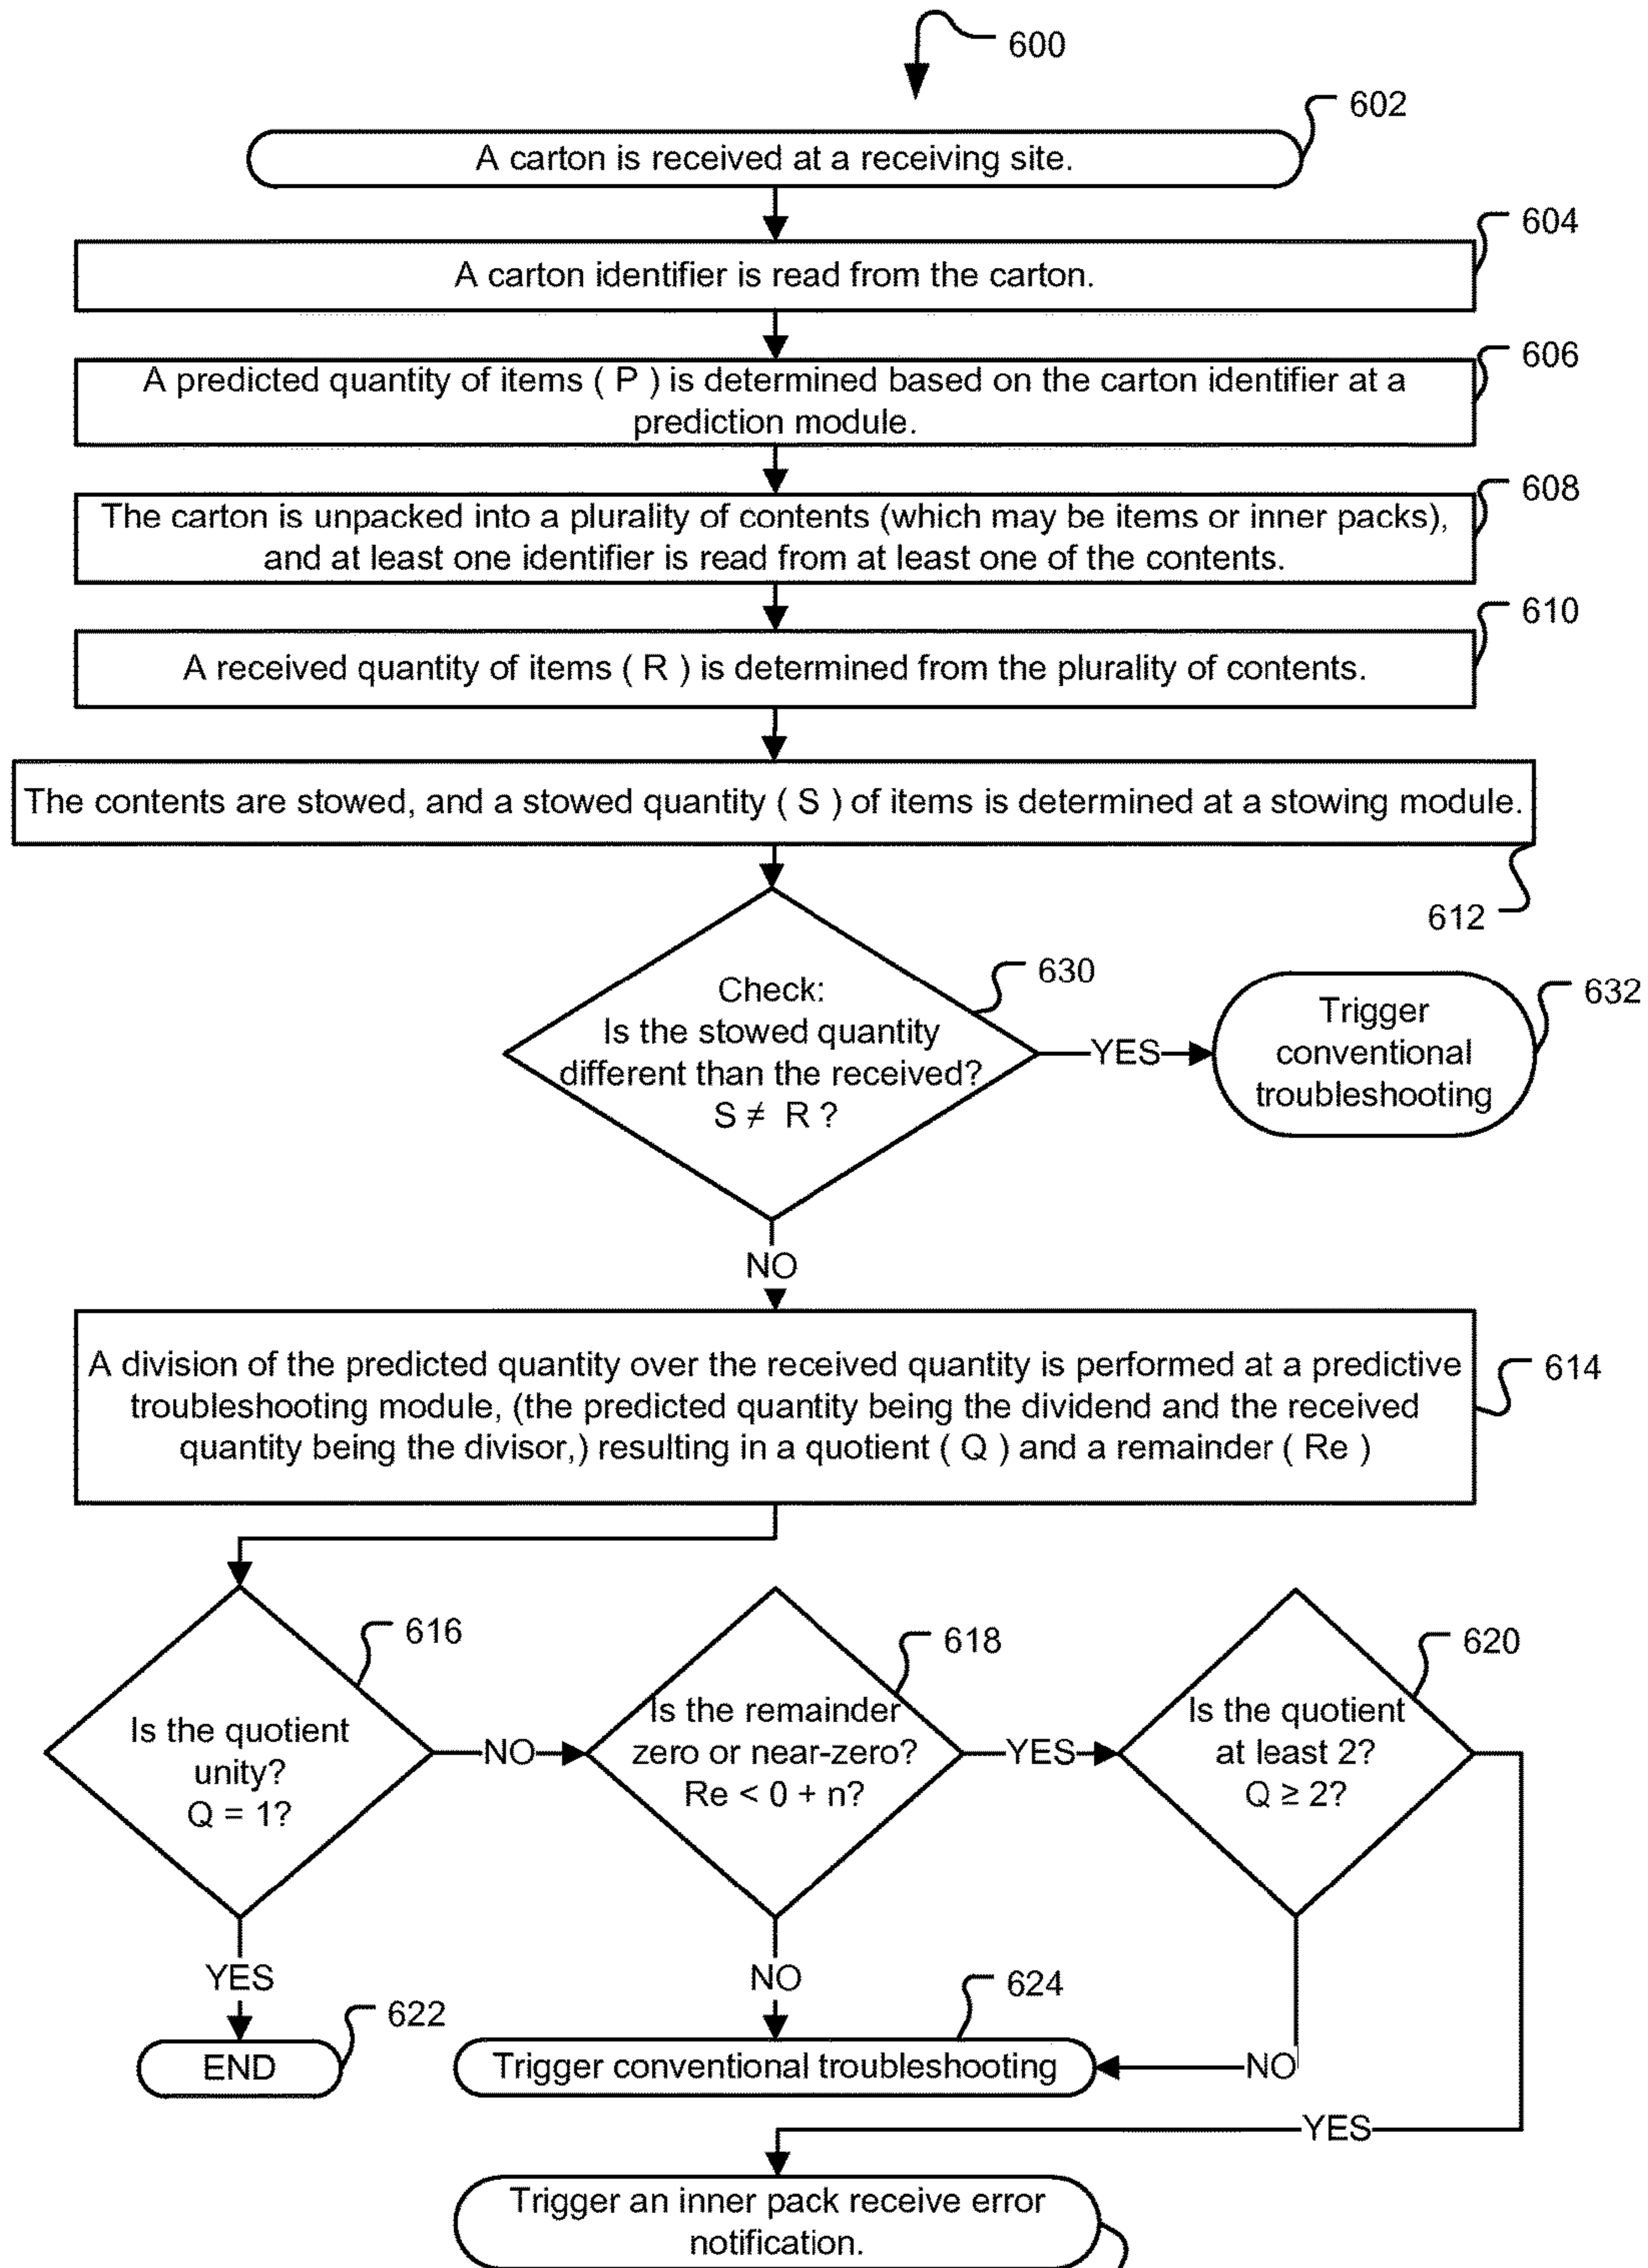 600
602
A carton is received at a receiving site.
604
A carton identifier is read from the carton.
606
A predicted quantity of items ( P ) is determined based on the carton identifier at a
prediction module.
608
The carton is unpacked into a plurality of contents (which may be items or inner packs),
and at least one identifier is read from at least one of the contents.
610
A received quantity of items ( R ) is determined from the plurality of contents.
The contents are stowed, and a stowed quantity ( S ) of items is determined at a stowing module.
612
630
Check:
Is the stowed quantity
different than the received?
S ≠ R ?
YES
632
Trigger
conventional
troubleshooting
NO
614
A division of the predicted quantity over the received quantity is performed at a predictive
troubleshooting module, (the predicted quantity being the dividend and the received
quantity being the divisor,) resulting in a quotient ( Q ) and a remainder ( Re )
616
Is the quotient
unity?
Q = 1?
NO
618
Is the remainder
zero or near-zero?
Re < 0 + n?
YES
620
Is the quotient
at least 2?
Q ≥ 2?
YES
622
END
NO
624
Trigger conventional troubleshooting
NO
YES
Trigger an inner pack receive error
notification.